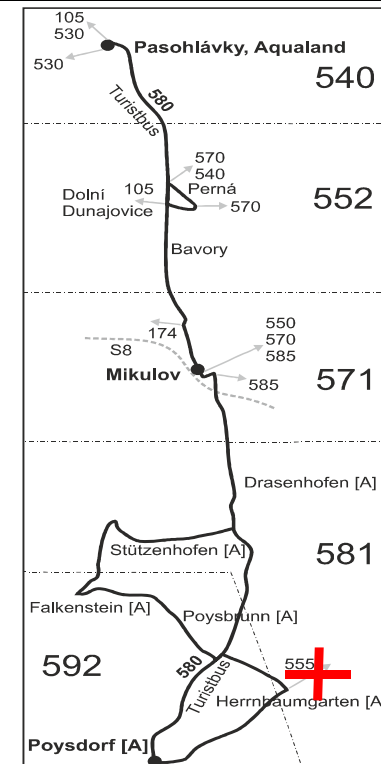 105
530
Pasohlávky, Aqualand
530
540
580
Turistbus
570
540
Dolní
Dunajovice
105
Perná
570
552
Bavory
550
570
585
174
S8
Mikulov
585
571
Drasenhofen [A]
Stützenhofen [A]
581
Falkenstein [A]
Poysbrunn [A]
592
580
Turistbus
555
Herrnbaumgarten [A
Poysdorf [A]